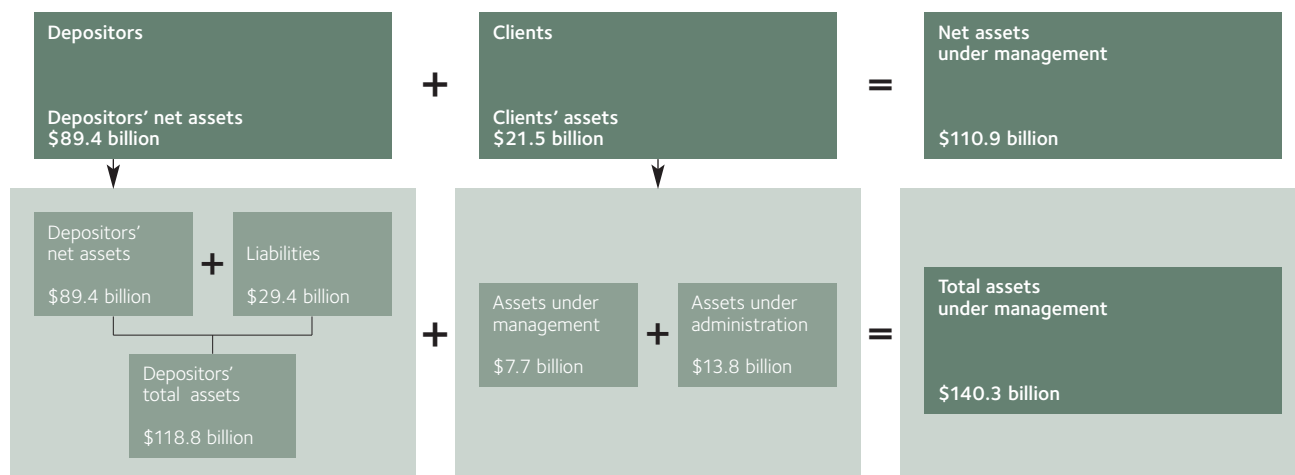 Depositors
Depositors’ net assets
$89.4 billion
+
Clients
Clients’ assets
$21.5 billion
=
Net assets
under management
$110.9 billion
Depositors’
net assets
$89.4 billion
+
Liabilities
$29.4 billion
Depositors’
total assets
$118.8 billion
+
Assets under
management
$7.7 billion
+
Assets under
administration
$13.8 billion
=
Total assets
under management
$140.3 billion